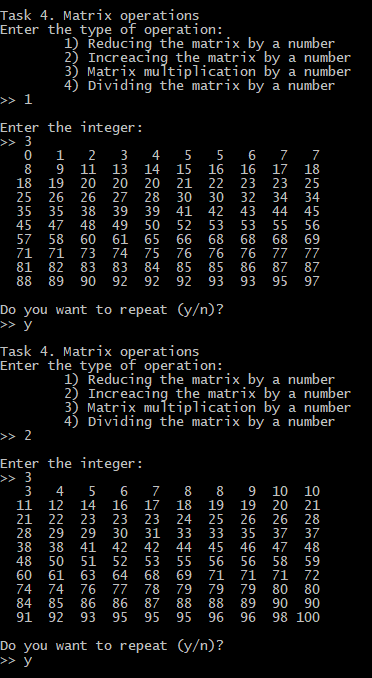 Task 4. Matrix operations
Enter the type of operation:
1) Reducing the matrix by a number
2) Increacing the matrix by a number
3) Matrix multiplication by a number
4) Dividing the matrix by a number
>> 1
Enter the integer:
>> 3
0 1 2 3 4 5 5 6 7 7
8 9 11 13 14 15 16 16 17 18
18 19 20 20 20 21 22 23 23 25
25 26 26 27 28 30 30 32 34 34
35 35 38 39 39 41 42 43 44 45
45 47 48 49 50 52 53 53 55 56
57 58 60 61 65 66 68 68 68 69
71 71 73 74 75 76 76 76 77 77
81 82 83 83 84 85 85 86 87 87
88 89 90 92 92 92 93 93 95 97
Do you want to repeat (y/n)?
>> y
Task 4. Matrix operations
Enter the type of operation:
1) Reducing the matrix by a number
2) Increacing the matrix by a number
3) Matrix multiplication by a number
4) Dividing the matrix by a number
>> 2
Enter the integer:
>> 3
3 4 5 6 7 8 8 9 10 10
11 12 14 16 17 18 19 19 20 21
21 22 23 23 23 24 25 26 26 28
28 29 29 30 31 33 33 35 37 37
38 38 41 42 42 44 45 46 47 48
48 50 51 52 53 55 56 56 58 59
60 61 63 64 68 69 71 71 71 72
74 74 76 77 78 79 79 79 80 80
84 85 86 86 87 88 88 89 90 90
91 92 93 95 95 95 96 96 98 100
Do you want to repeat (y/n)?
>> y